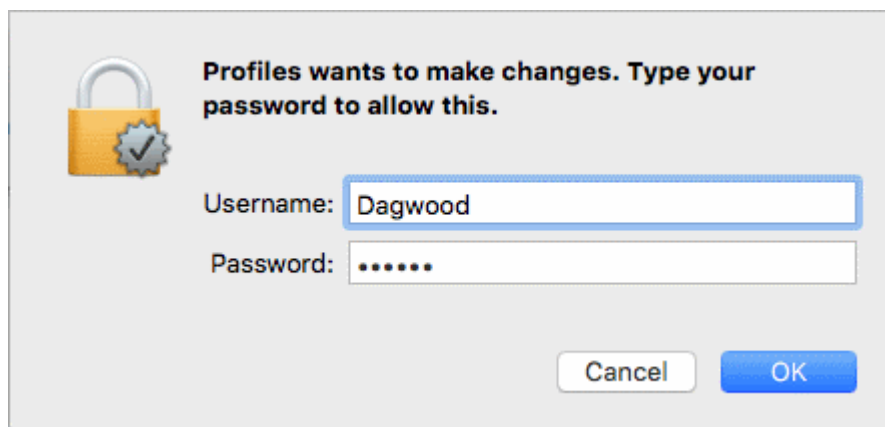 Profiles wants to make changes. Type your
password to allow this.
Username: Dagwood
Password: ••••••
Cancel OK